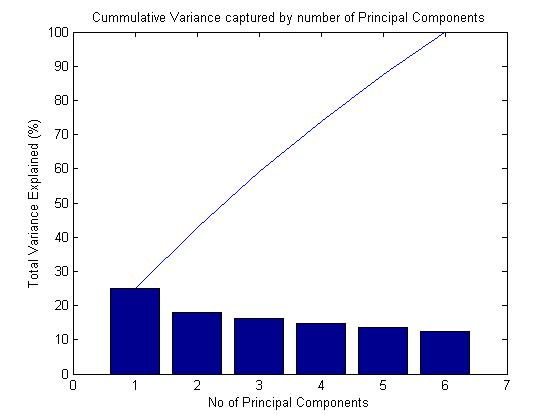 Cummulative Variance captured by number of Principal Components
100
90
80
70
60
50
40
30
20
10
0
Total Variance Explained (%)
0 1 2 3 4 5 6 7
No of Principal Components